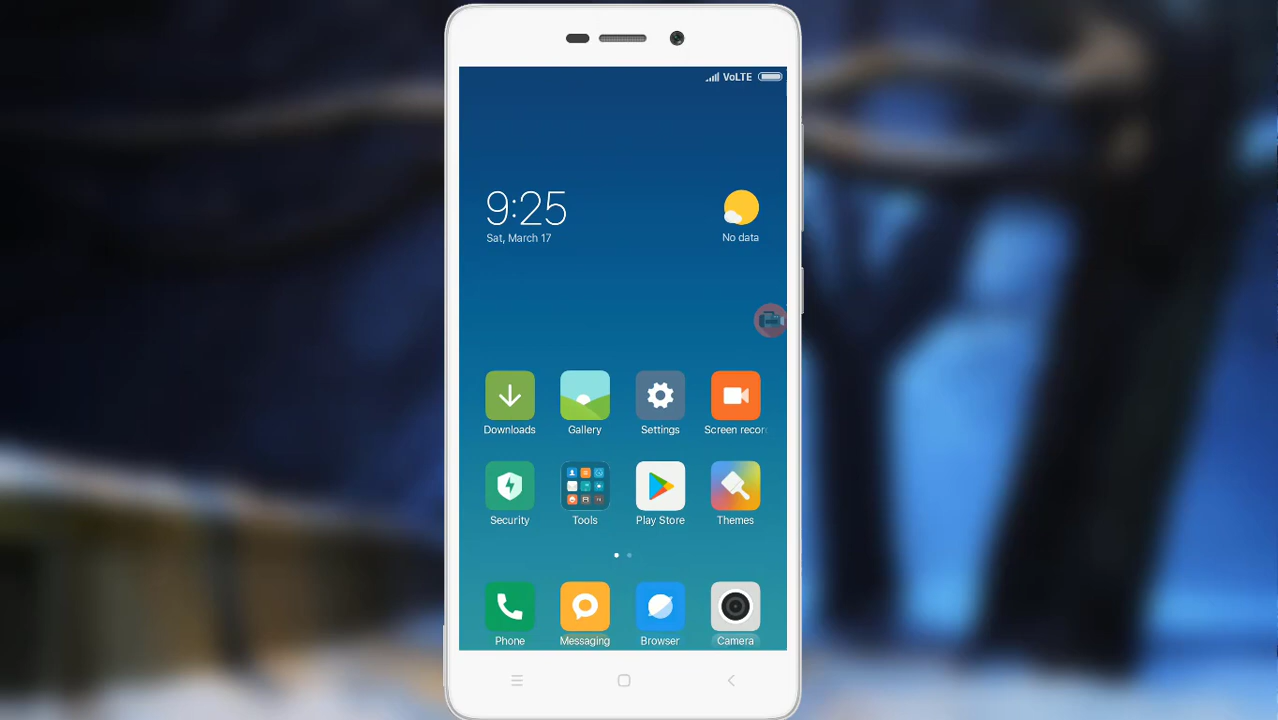 VoLTE
9:25
Sat, March 17
No data
Downloads
Gallery
Settings
Screen recor
Security
Tools
Play Store
Themes
Phone
Messaging
Browser
Camera